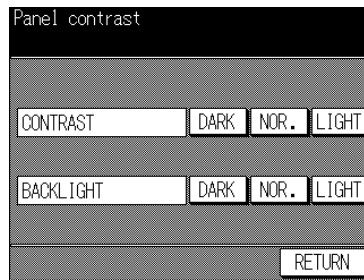 Panel contrast
CONTRAST DARK NOR. LIGHT
BACKLIGHT DARK NOR. LIGHT
RETURN